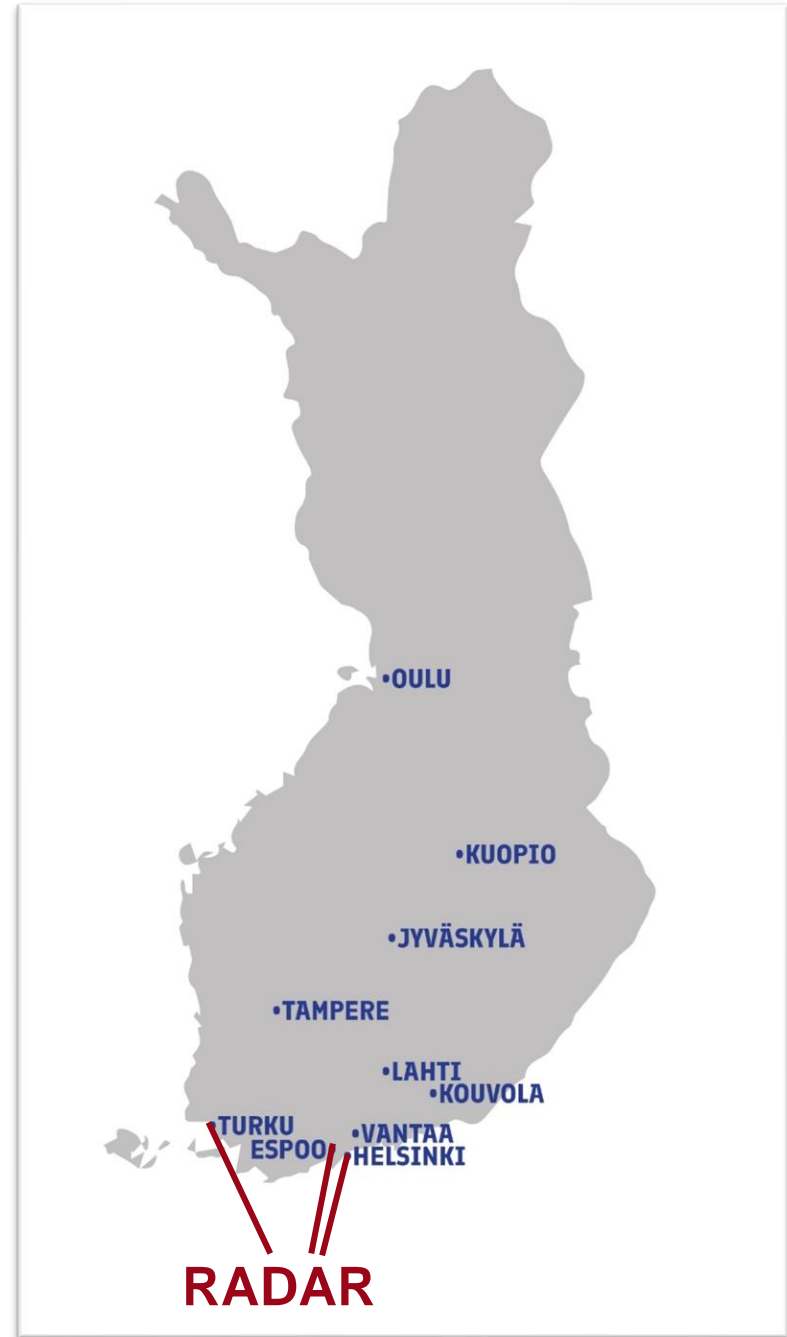 •OULU
•KUOPIO
•JYVÄSKYLÄ
•TAMPERE
•LAHTI
•KOUVOLA
•TURKU
•VANTAA
ESPOO•
•HELSINKI
RADAR